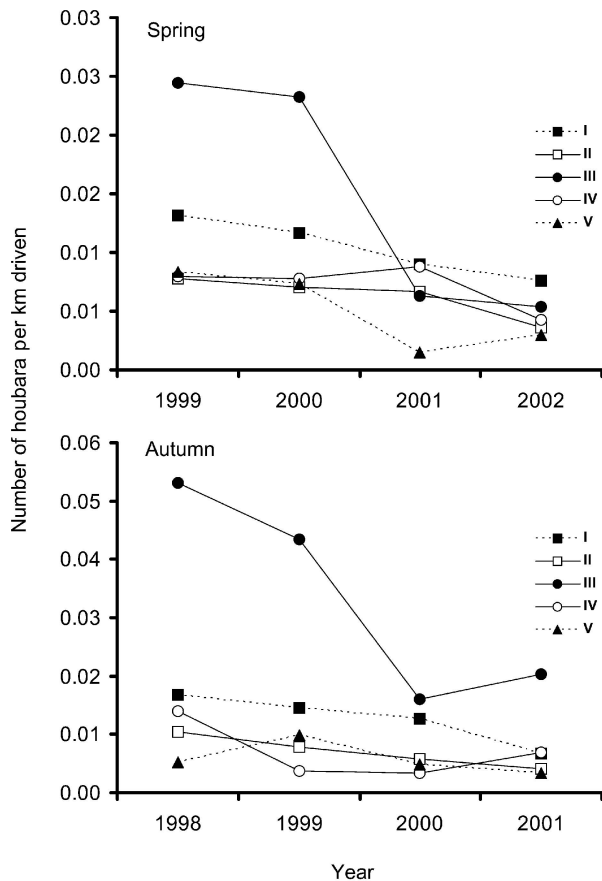 Number of houbara per km driven
Spring
0.03
0.03
0.02
0.02
0.01
0.01
0.00
I
II
III
IV
V
1999 2000 2001 2002
Autumn
0.06
0.05
0.04
0.03
0.02
0.01
0.00
I
II
III
IV
V
1998 1999 2000 2001
Year